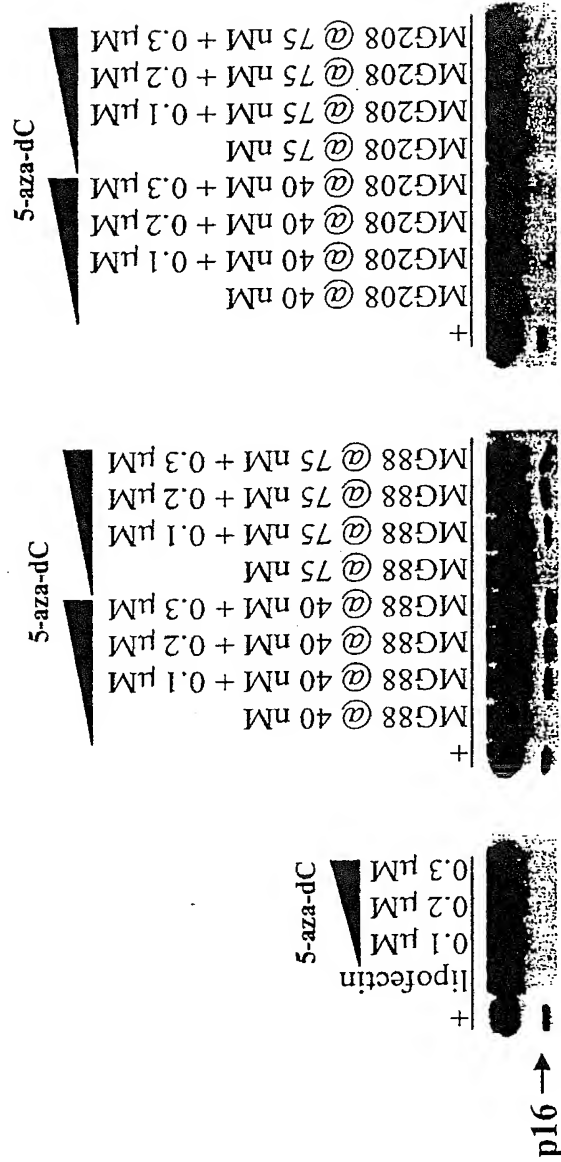 p16 →
5-aza-dC
+
lipofectin
0.1 µM
0.2 µM
0.3 µM
5-aza-dC
+
MG88 @ 40 nM
MG88 @ 40 nM + 0.1 µM
MG88 @ 40 nM + 0.2 µM
MG88 @ 40 nM + 0.3 µM
MG88 @ 75 nM
MG88 @ 75 nM + 0.1 µM
MG88 @ 75 nM + 0.2 µM
MG88 @ 75 nM + 0.3 µM
5-aza-dC
+
MG208 @ 40 nM
MG208 @ 40 nM + 0.1 µM
MG208 @ 40 nM + 0.2 µM
MG208 @ 40 nM + 0.3 µM
MG208 @ 75 nM
MG208 @ 75 nM + 0.1 µM
MG208 @ 75 nM + 0.2 µM
MG208 @ 75 nM + 0.3 µM